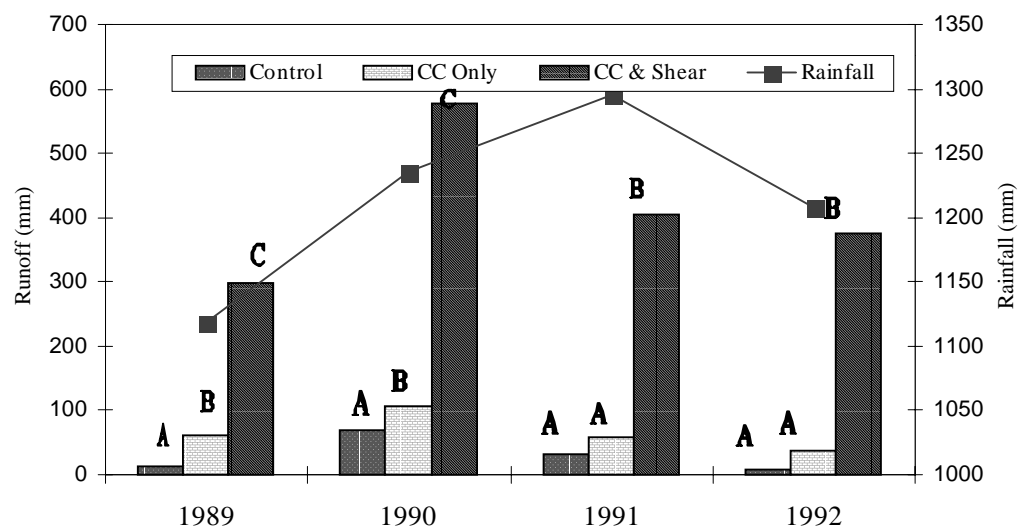 700
600
500
400
300
200
100
0
Runoff (mm)
Control CC Only CC & Shear Rainfall
C
C
B
B
A
B
A
B
A
A
A
A
1989 1990 1991 1992
1350
1300
1250
1200
1150
1100
1050
1000
Rainfall (mm)